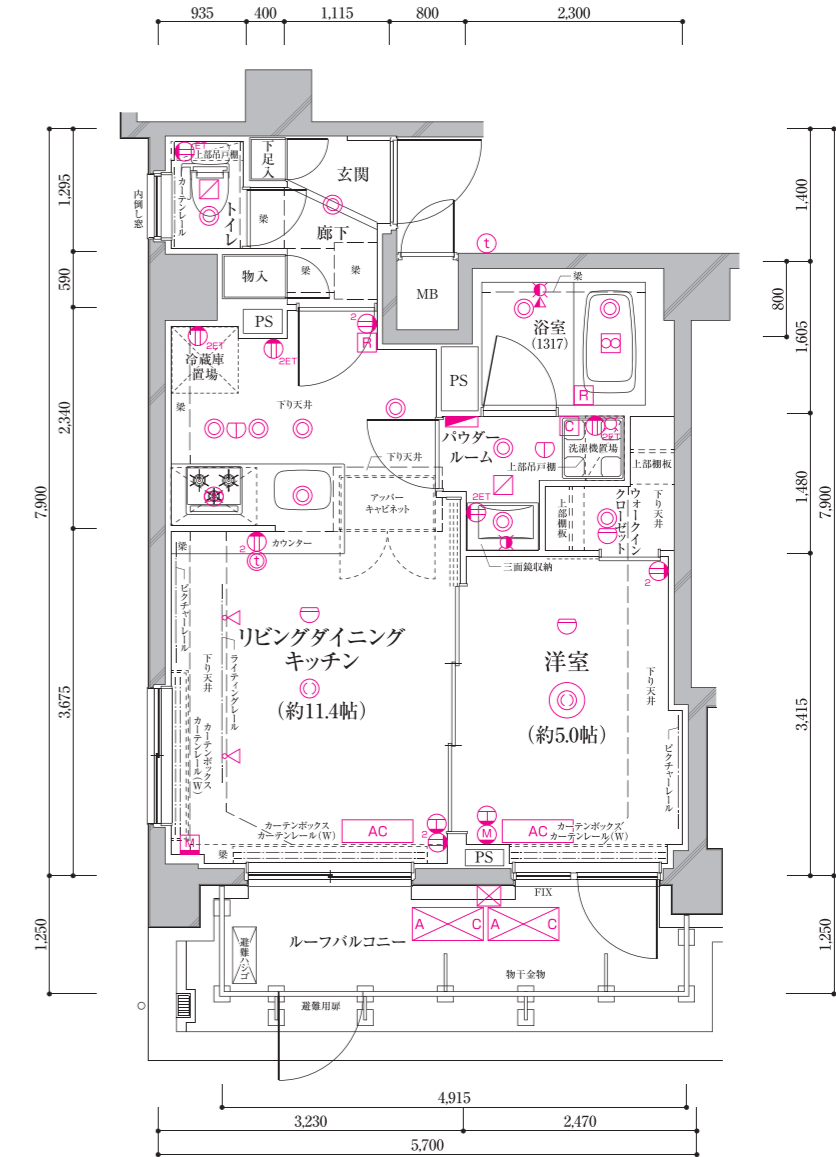 935 400 1,115 800 2,300
7,900
1,295
590
2,340
3,675
1,250
1,400
800
1,605
1,480
3,415
7,900
1,250
2ET
上部吊戸棚
カーテンレール
トイレ
内倒し窓
下足入
玄関
梁
廊下
物入
梁
梁
PS
MB
t
梁
浴室
(1317)
R
2
R
2ET
冷蔵庫
置場
2ET
PS
梁
下り天井
パウダー
ルーム
C
2ET
洗濯機置場
上部吊戸棚
上部棚板
下り天井
アッパー
キャビネット
2ET
上部棚板
ウォークイン
クローゼット
下り天井
カウンター
梁
2
t
三面鏡収納
2
ピクチャーレール
下り天井
ライティングレール
カーテンボックス
カーテンレール(W)
リビングダイニング
キッチン
(約11.4帖)
洋室
(約5.0帖)
下り天井
ピクチャーレール
カーテンボックス
カーテンレール(W)
AC
2
M
梁
M
AC
カーテンボックス
カーテンレール(W)
PS
FIX
A C
A C
ルーフバルコニー
避難ハシゴ
物干金物
避難用扉
4,915
3,230 2,470
5,700